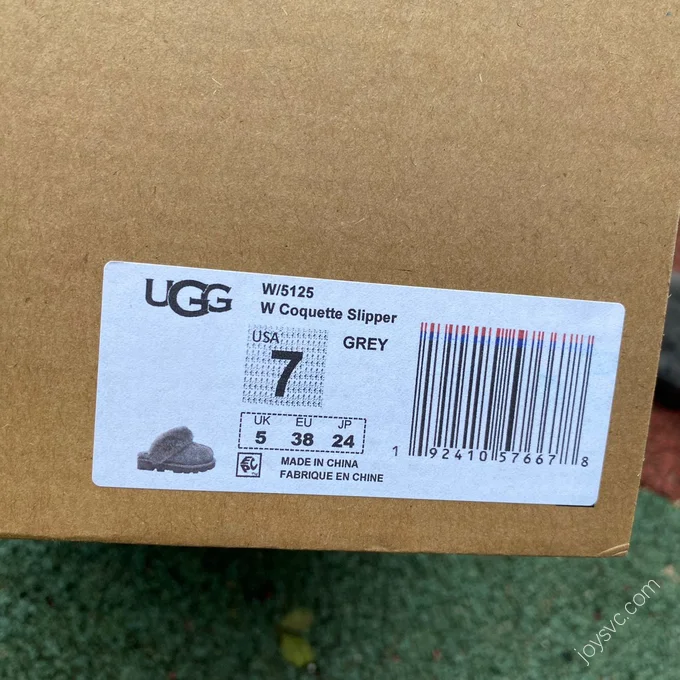 UGG
W/5125
W Coquette Slipper
USA
7
GREY
UK EU JP
5 38 24
MADE IN CHINA
FABRIQUE EN CHINE
1 92410 57667 8
joysvc.com